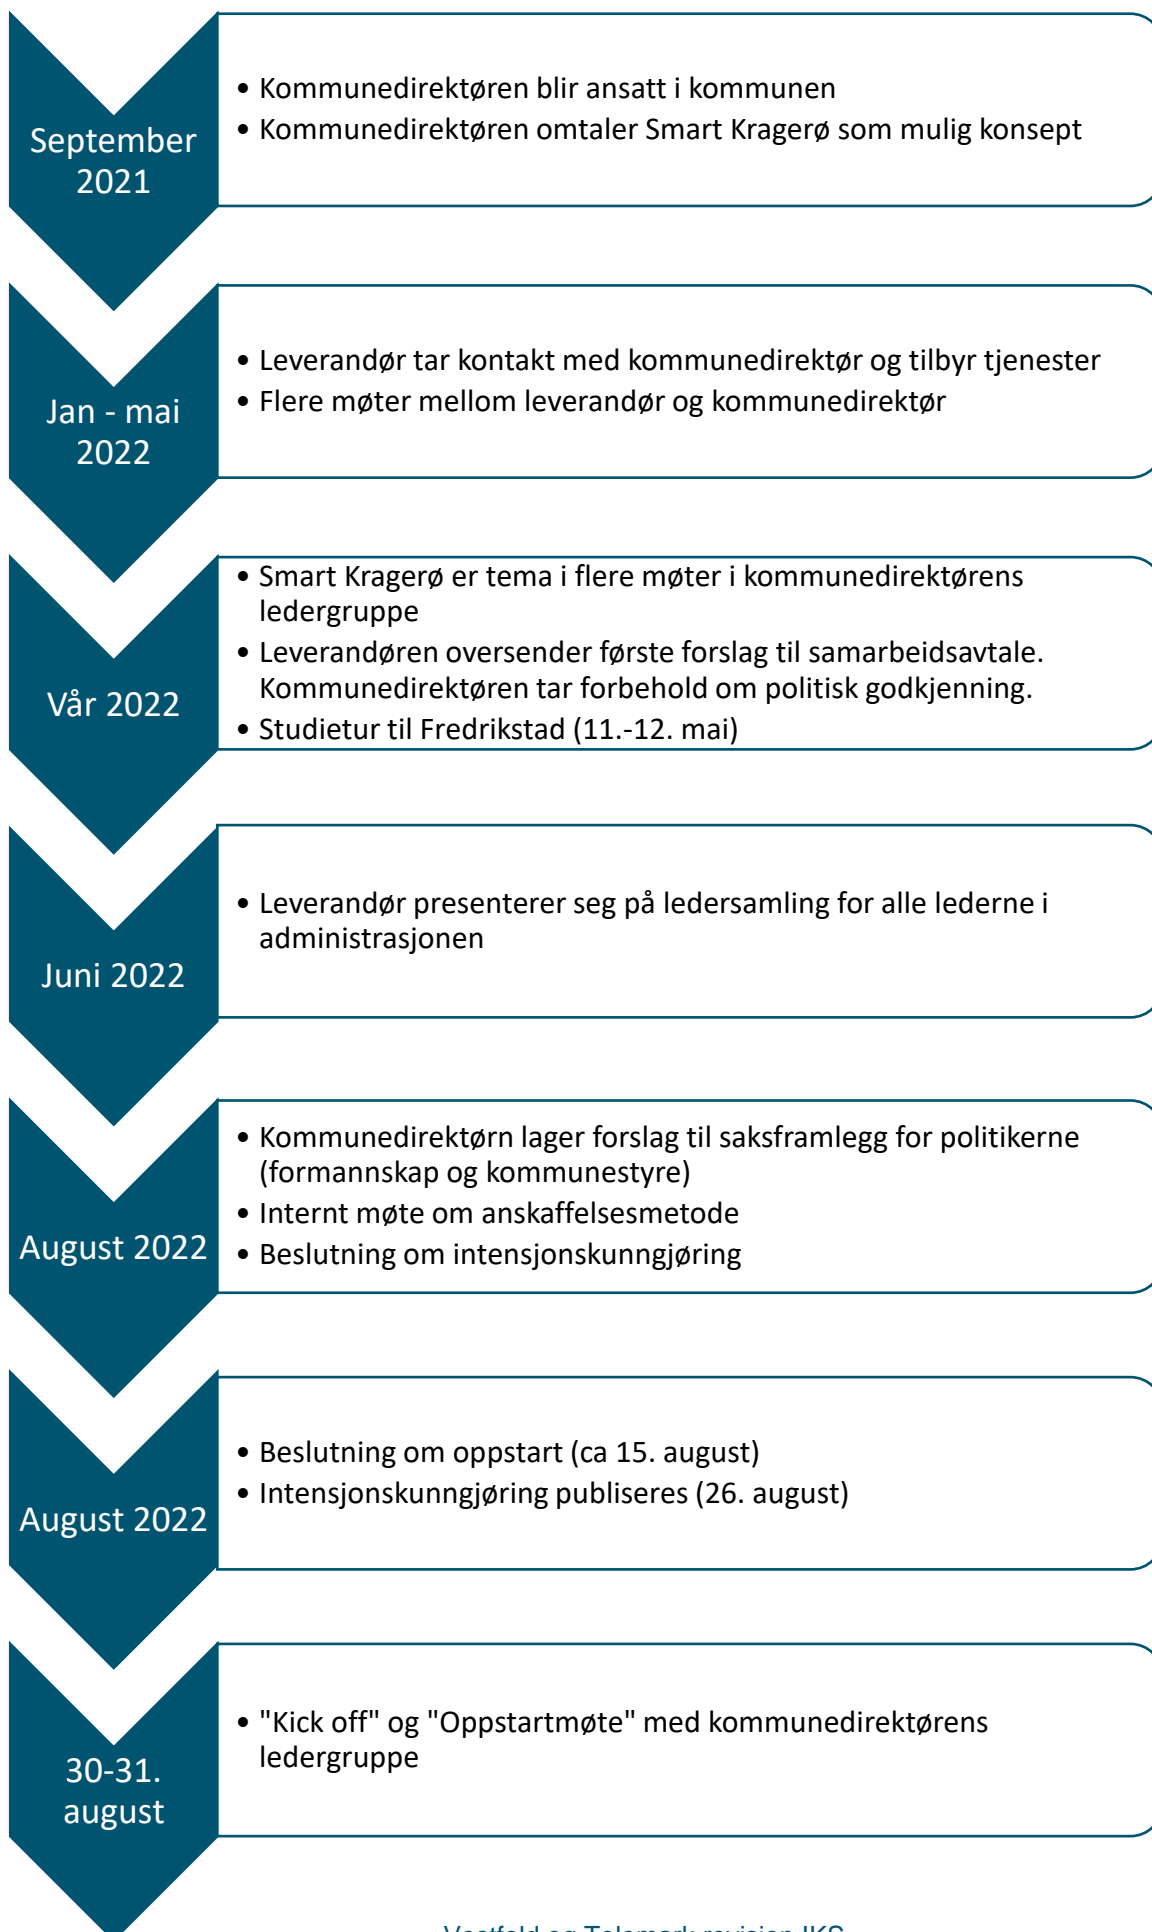 September
2021
• Kommunedirektøren blir ansatt i kommunen
• Kommunedirektøren omtaler Smart Kragerø som mulig konsept
Jan - mai
2022
• Leverandør tar kontakt med kommunedirektør og tilbyr tjenester
• Flere møter mellom leverandør og kommunedirektør
Vår 2022
• Smart Kragerø er tema i flere møter i kommunedirektørens
ledergruppe
• Leverandøren oversender første forslag til samarbeidsavtale.
Kommunedirektøren tar forbehold om politisk godkjenning.
• Studietur til Fredrikstad (11.-12. mai)
Juni 2022
• Leverandør presenterer seg på ledersamling for alle lederne i
administrasjonen
August 2022
• Kommunedirektørn lager forslag til saksframlegg for politikerne
(formannskap og kommunestyre)
• Internt møte om anskaffelsesmetode
• Beslutning om intensjonskunngjøring
August 2022
• Beslutning om oppstart (ca 15. august)
• Intensjonskunngjøring publiseres (26. august)
30-31.
august
• "Kick off" og "Oppstartmøte" med kommunedirektørens
ledergruppe
Vestfold og Telemark revisjon IKS